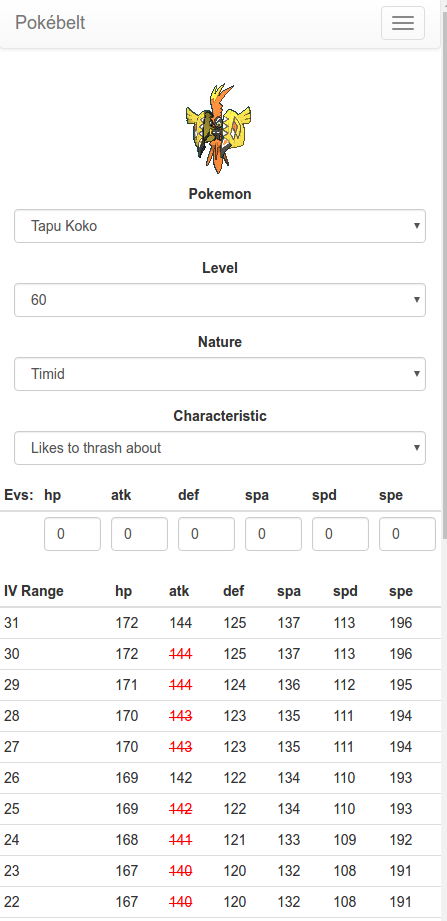 Pokébelt
Pokemon
Tapu Koko
Level
60
Nature
Timid
Characteristic
Likes to thrash about
Evs: hp atk def spa spd spe
0 0 0 0 0 0
IV Range hp atk def spa spd spe
31 172 144 125 137 113 196
30 172 144 125 137 113 196
29 171 144 124 136 112 195
28 170 143 123 135 111 194
27 170 143 123 135 111 194
26 169 142 122 134 110 193
25 169 142 122 134 110 193
24 168 141 121 133 109 192
23 167 140 120 132 108 191
22 167 140 120 132 108 191